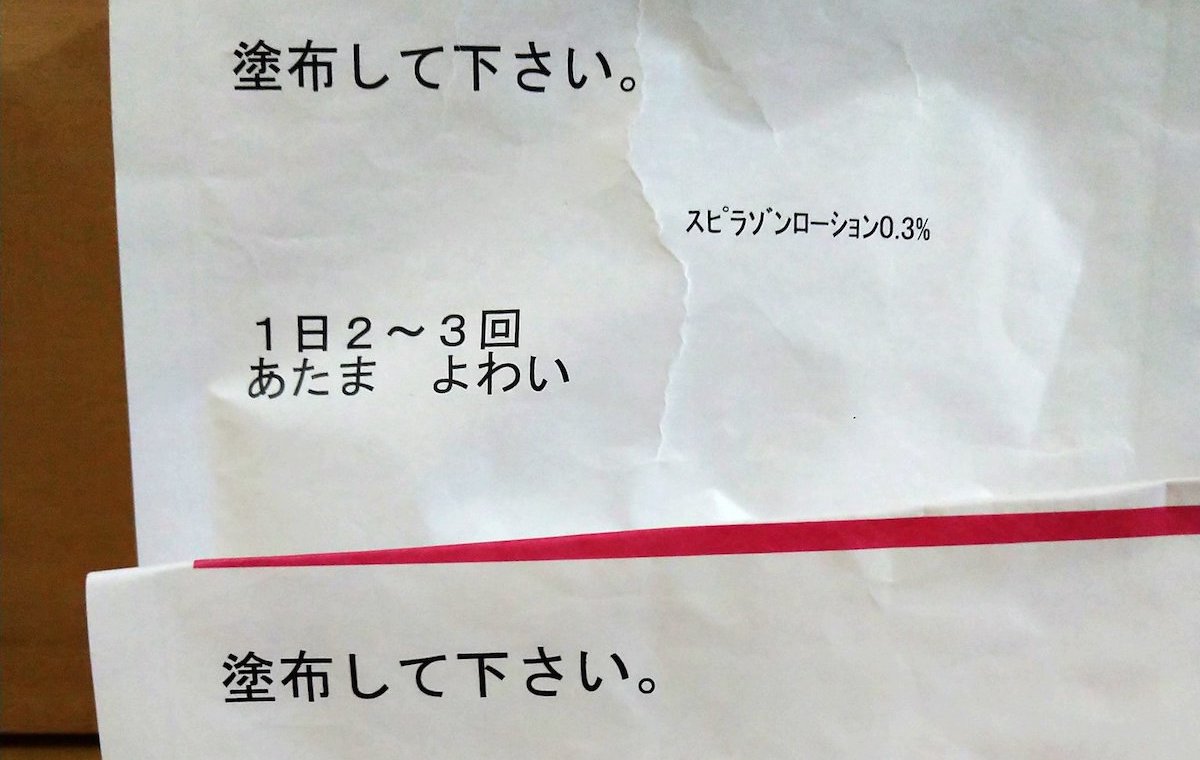 塗布して下さい。
ｽﾋﾟﾗｿﾞﾝﾛｰｼｮﾝ0.3%
１日２～３回
あたま　よわい
塗布して下さい。